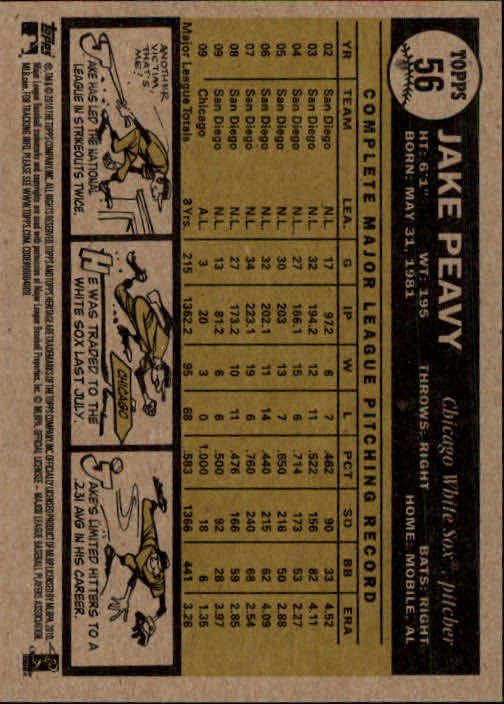 TOPPS
56
JAKE PEAVY
Chicago White Sox® pitcher
HT: 6'1" WT: 195 THROWS: RIGHT BATS: RIGHT
BORN: MAY 31, 1981 HOME: MOBILE, AL
COMPLETE MAJOR LEAGUE PITCHING RECORD
YR TEAM LEA. G IP W L PCT SO BB ERA
02 San Diego N.L. 17 97.2 6 7 .462 90 33 4.52
03 San Diego N.L. 32 194.2 12 11 .522 156 82 4.11
04 San Diego N.L. 27 166.1 15 6 .714 173 53 2.27
05 San Diego N.L. 30 203 13 7 .650 216 50 2.88
06 San Diego N.L. 32 202.1 11 14 .440 215 62 4.09
07 San Diego N.L. 34 223.1 19 6 .760 240 68 2.54
08 San Diego N.L. 27 173.2 10 11 .476 166 59 2.85
09 San Diego N.L. 13 81.2 6 6 .500 92 28 3.97
09 Chicago A.L. 3 20 3 0 1.000 18 6 1.35
Major League Totals 8 Yrs. 215 1362.2 95 68 .583 1366 441 3.26
ANOTHER
VICTIM?
THAT'S
ME!
JAKE HAS LED THE NATIONAL
LEAGUE IN STRIKEOUTS TWICE.
CHICAGO
HE WAS TRADED TO THE
WHITE SOX LAST JULY.
JAKE'S LIMITED HITTERS TO A
.231 AVG IN HIS CAREER.